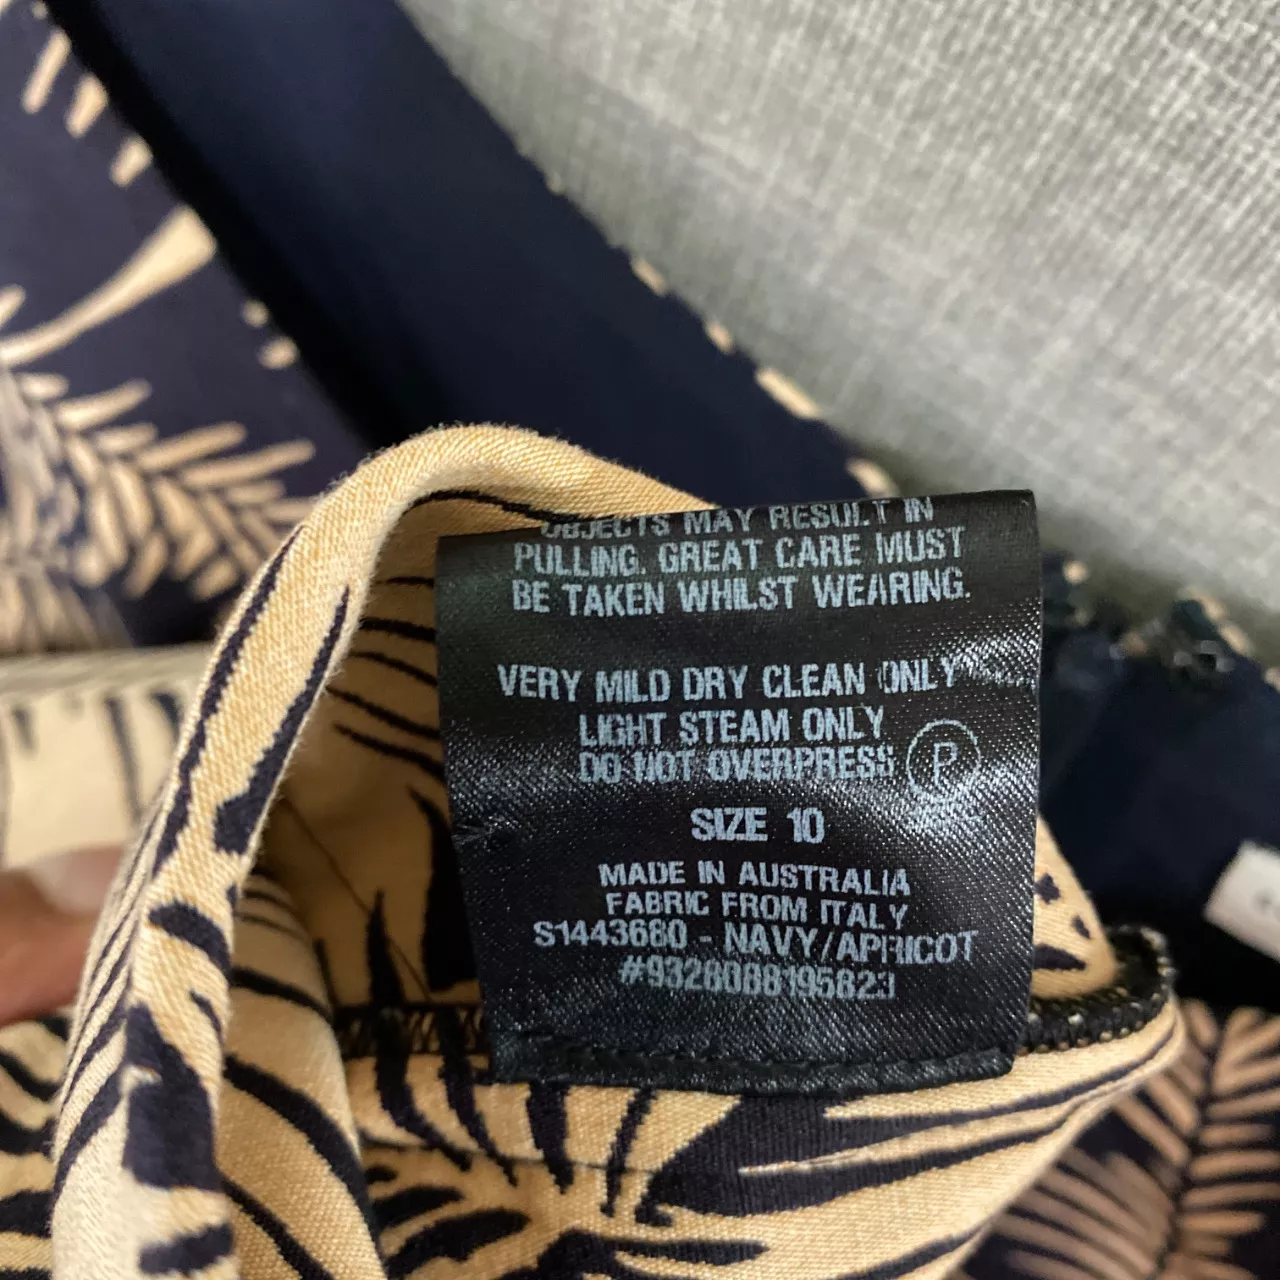 OBJECTS MAY RESULT IN
PULLING. GREAT CARE MUST
BE TAKEN WHILST WEARING.
VERY MILD DRY CLEAN ONLY
LIGHT STEAM ONLY
DO NOT OVERPRESS
P
SIZE 10
MADE IN AUSTRALIA
FABRIC FROM ITALY
S1443680 - NAVY/APRICOT
#9328088195823